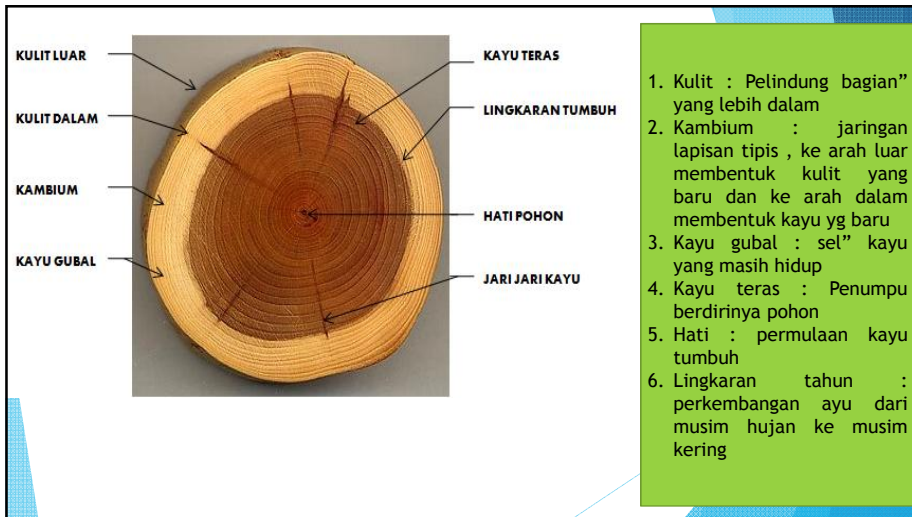 KULIT LUAR
KULIT DALAM
KAMBIUM
KAYU GUBAL
KAYU TERAS
LINGKARAN TUMBUH
HATI POHON
JARI JARI KAYU
1. Kulit : Pelindung bagian”
yang lebih dalam
2. Kambium : jaringan
lapisan tipis , ke arah luar
membentuk kulit yang
baru dan ke arah dalam
membentuk kayu yg baru
3. Kayu gubal : sel” kayu
yang masih hidup
4. Kayu teras : Penumpu
berdirinya pohon
5. Hati : permulaan kayu
tumbuh
6. Lingkaran tahun :
perkembangan ayu dari
musim hujan ke musim
kering